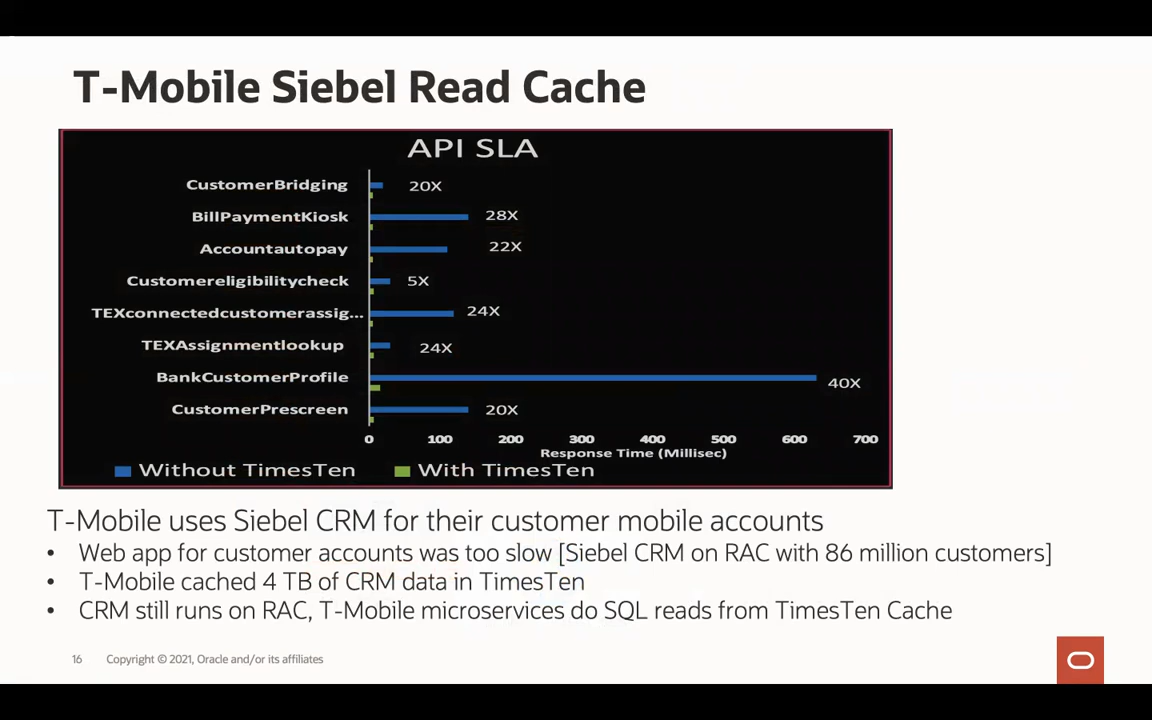 T-Mobile Siebel Read Cache
API SLA
CustomerBridging 20X
BillPaymentKiosk 28X
Accountautopay 22X
Customereligibilitycheck 5X
TEXconnectedcustomerassig... 24X
TEXAssignmentlookup 24X
BankCustomerProfile 40X
CustomerPrescreen 20X
0 100 200 300 400 500 600 700
Response Time (Millisec)
Without TimesTen With TimesTen
T-Mobile uses Siebel CRM for their customer mobile accounts
• Web app for customer accounts was too slow [Siebel CRM on RAC with 86 million customers]
• T-Mobile cached 4 TB of CRM data in TimesTen
• CRM still runs on RAC, T-Mobile microservices do SQL reads from TimesTen Cache
16 Copyright © 2021, Oracle and/or its affiliates